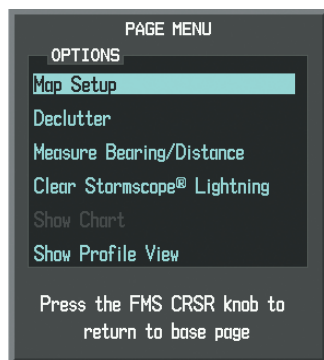 PAGE MENU
OPTIONS
Map Setup
Declutter
Measure Bearing/Distance
Clear Stormscope® Lightning
Show Chart
Show Profile View
Press the FMS CRSR knob to
return to base page